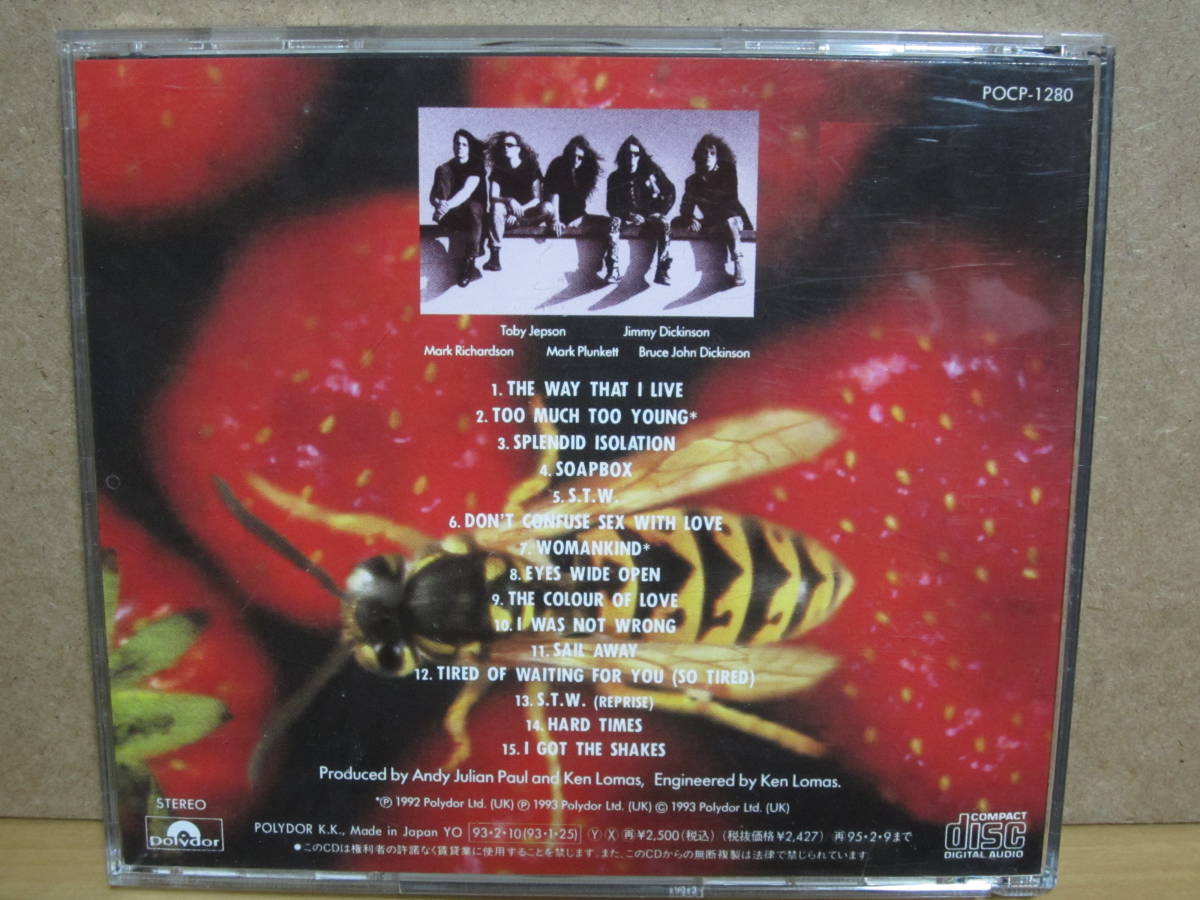 POCP-1280
Toby Jepson Jimmy Dickinson
Mark Richardson Mark Plunkett Bruce John Dickinson
1. THE WAY THAT I LIVE
2. TOO MUCH TOO YOUNG*
3. SPLENDID ISOLATION
4. SOAPBOX
5. S.T.W.
6. DON'T CONFUSE SEX WITH LOVE
7. WOMANKIND*
8. EYES WIDE OPEN
9. THE COLOUR OF LOVE
10. I WAS NOT WRONG
11. SAIL AWAY
12. TIRED OF WAITING FOR YOU (SO TIRED)
13. S.T.W. (REPRISE)
14. HARD TIMES
15. I GOT THE SHAKES
Produced by Andy Julian Paul and Ken Lomas, Engineered by Ken Lomas.
*Ⓟ 1992 Polydor Ltd. (UK) Ⓟ 1993 Polydor Ltd. (UK) © 1993 Polydor Ltd. (UK)
STEREO
polydor
POLYDOR K.K., Made in Japan YO 93・2・10(93・1・25) Ⓨ Ⓧ 再 ¥2,500(税込) (税抜価格¥2,427) 再 95・2・9まで
●このCDは権利者の許諾なく賃貸業に使用することを禁じます。また、このCDからの無断複製は法律で禁じられています
COMPACT
disc
DIGITAL AUDIO